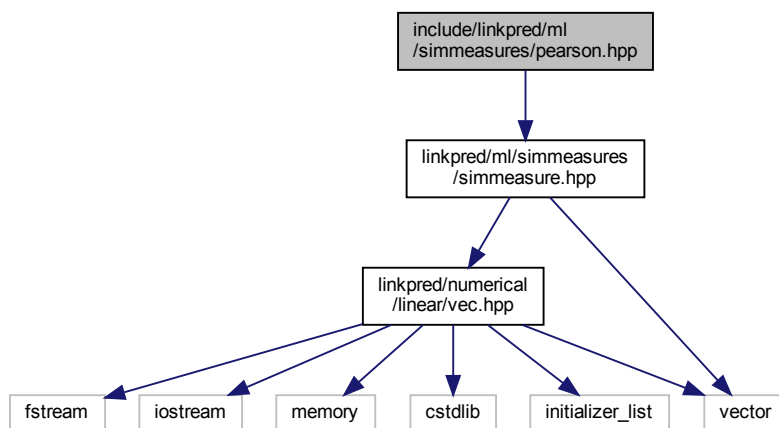 include/linkpred/ml
/simmeasures/pearson.hpp
linkpred/ml/simmeasures
/simmeasure.hpp
linkpred/numerical
/linear/vec.hpp
fstream
iostream
memory
cstdlib
initializer_list
vector